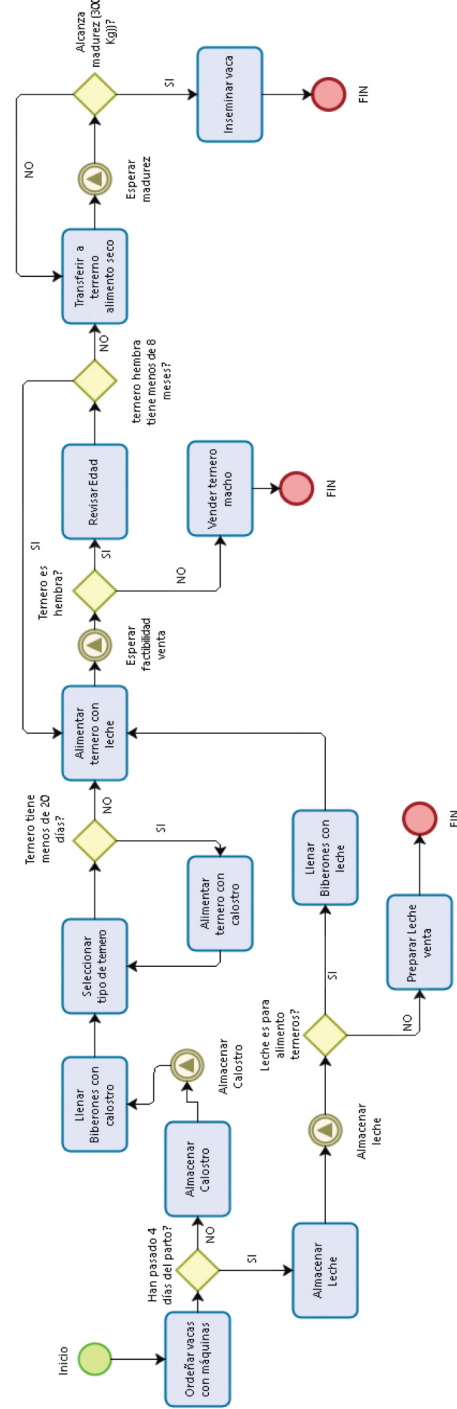 Inicio
Ordeñar vacas
con máquinas
Han pasado 4
días del parto?
NO
SI
Almacenar
Calostro
Almacenar
Calostro
Llenar
Biberones con
calostro
Seleccionar
tipo de ternero
Ternero tiene
menos de 20
días?
SI
NO
Alimentar
ternero con
calostro
Almacenar
Leche
Almacenar
leche
Leche es para
alimento
terneros?
SI
NO
Llenar
Biberones con
leche
Preparar Leche
venta
FIN
Alimentar
ternero con
leche
Esperar
factibilidad
venta
Ternero es
hembra?
SI
NO
Vender ternero
macho
FIN
Revisar Edad
ternero hembra
tiene menos de 8
meses?
SI
NO
Transferir a
terrerno
alimento seco
Esperar
madurez
Alcanza
madurez (300
Kg))?
NO
SI
Inseminar vaca
FIN